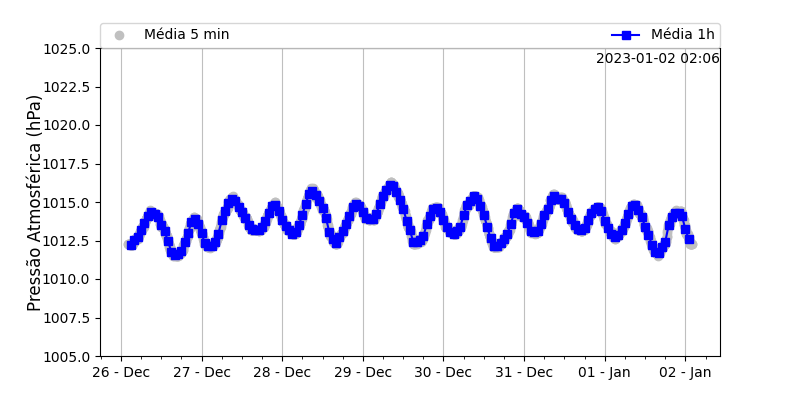 Média 5 min
Média 1h
2023-01-02 02:06
Pressão Atmosférica (hPa)
1025.0
1022.5
1020.0
1017.5
1015.0
1012.5
1010.0
1007.5
1005.0
26 - Dec
27 - Dec
28 - Dec
29 - Dec
30 - Dec
31 - Dec
01 - Jan
02 - Jan